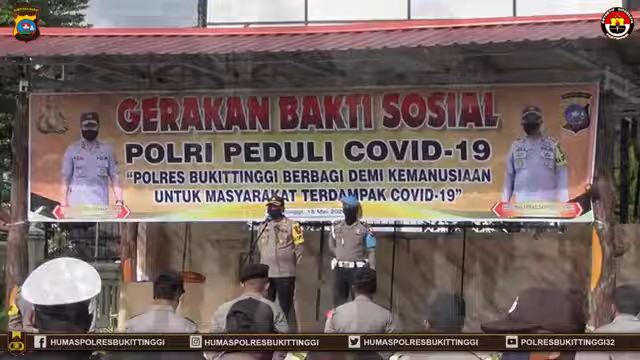 GERAKAN BAKTI SOSIAL
POLRI PEDULI COVID-19
"POLRES BUKITTINGGI BERBAGI DEMI KEMANUSIAAN
UNTUK MASYARAKAT TERDAMPAK COVID-19"
HUMASPOLRESBUKITTINGGI
HUMASPOLRESBUKITTINGGI
HUMASPOLRESBUKITTINGGI
POLRESBUKITTINGGI32